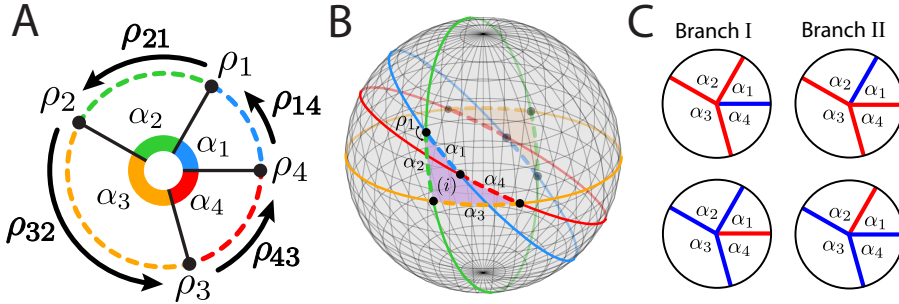 A
ρ21
ρ1
ρ2
α2
α1
ρ14
ρ4
α3
α4
ρ32
ρ43
ρ3
B
ρ1
α1
α2
(i)
α4
α3
C
Branch I
Branch II
α2
α1
α3
α4
α2
α1
α3
α4
α2
α1
α3
α4
α2
α1
α3
α4